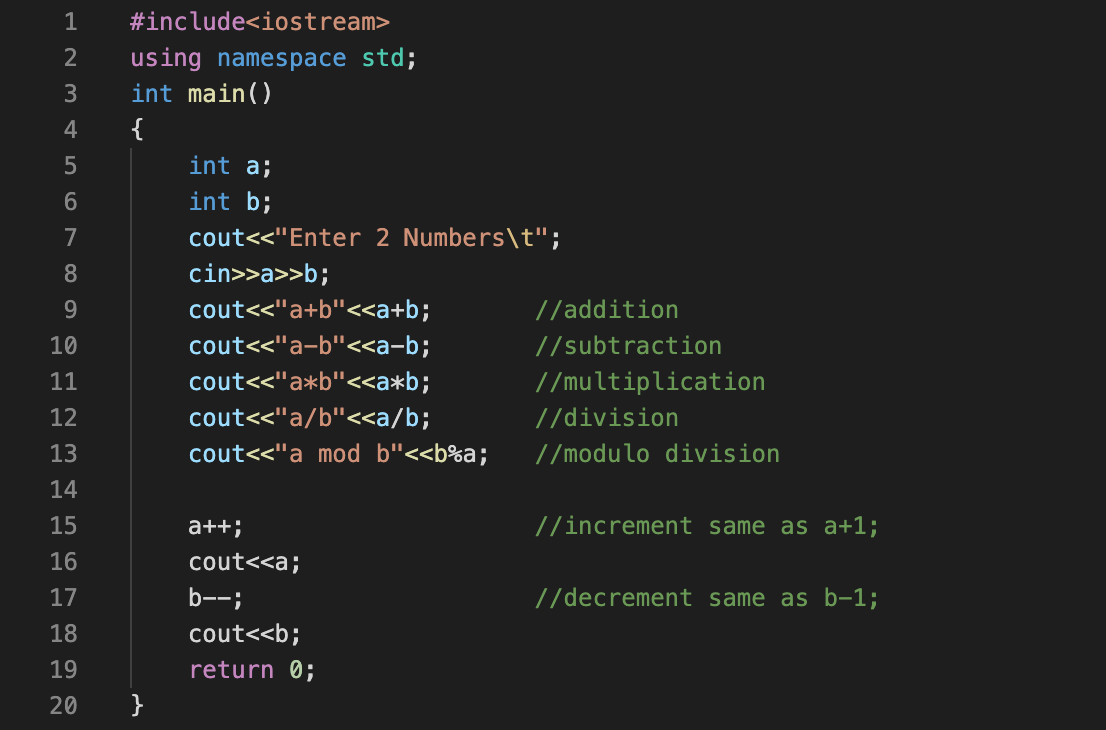 1 #include<iostream>
2 using namespace std;
3 int main()
4 {
5     int a;
6     int b;
7     cout<<"Enter 2 Numbers\t";
8     cin>>a>>b;
9     cout<<"a+b"<<a+b;       //addition
10     cout<<"a-b"<<a-b;       //subtraction
11     cout<<"a*b"<<a*b;       //multiplication
12     cout<<"a/b"<<a/b;       //division
13     cout<<"a mod b"<<b%a;   //modulo division
14
15     a++;                    //increment same as a+1;
16     cout<<a;
17     b--;                    //decrement same as b-1;
18     cout<<b;
19     return 0;
20 }